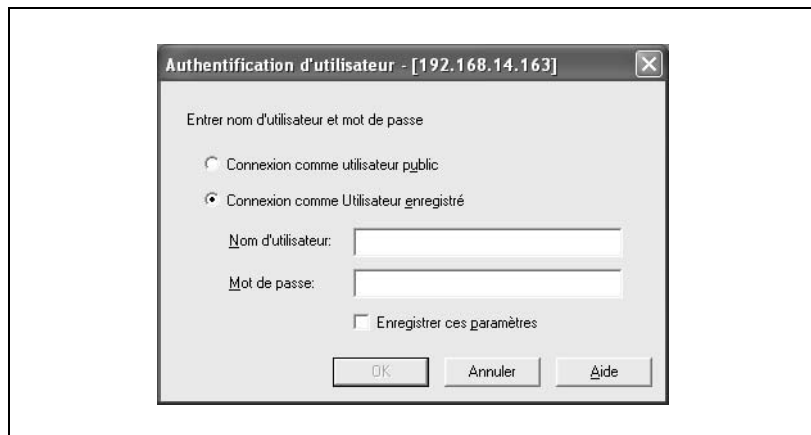 Authentification d'utilisateur - [192.168.14.163]
Entrer nom d'utilisateur et mot de passe
Connexion comme utilisateur public
Connexion comme Utilisateur enregistré
Nom d'utilisateur:
Mot de passe:
Enregistrer ces paramètres
OK Annuler Aide